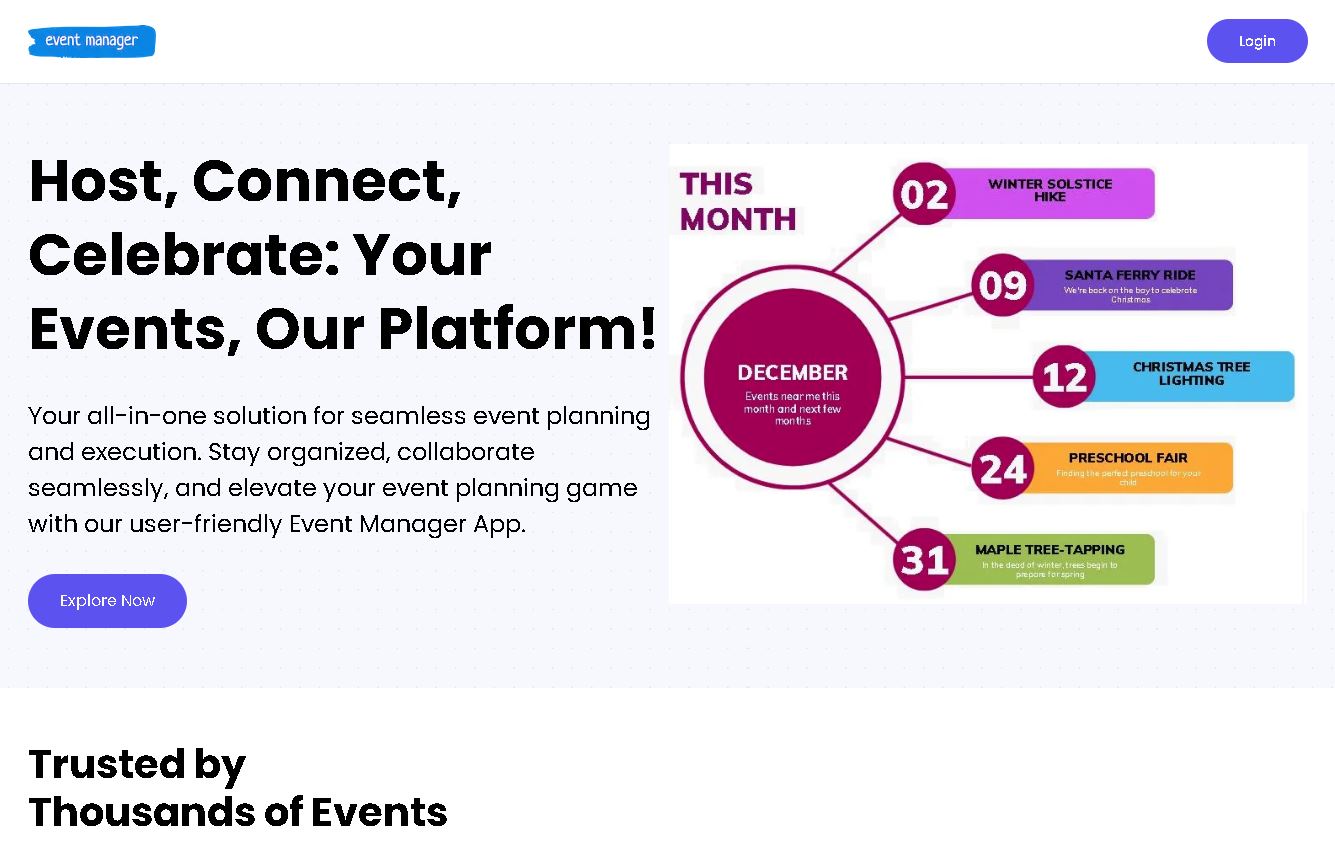 event manager
Login
Host, Connect,
Celebrate: Your
Events, Our Platform!
Your all-in-one solution for seamless event planning
and execution. Stay organized, collaborate
seamlessly, and elevate your event planning game
with our user-friendly Event Manager App.
Explore Now
THIS
MONTH
DECEMBER
Events near me this
month and next few
months
02
WINTER SOLSTICE
HIKE
09
SANTA FERRY RIDE
We're back on the bay to celebrate
Christmas
12
CHRISTMAS TREE
LIGHTING
24
PRESCHOOL FAIR
Finding the perfect preschool for your
child
31
MAPLE TREE-TAPPING
In the dead of winter, trees begin to
prepare for spring
Trusted by
Thousands of Events